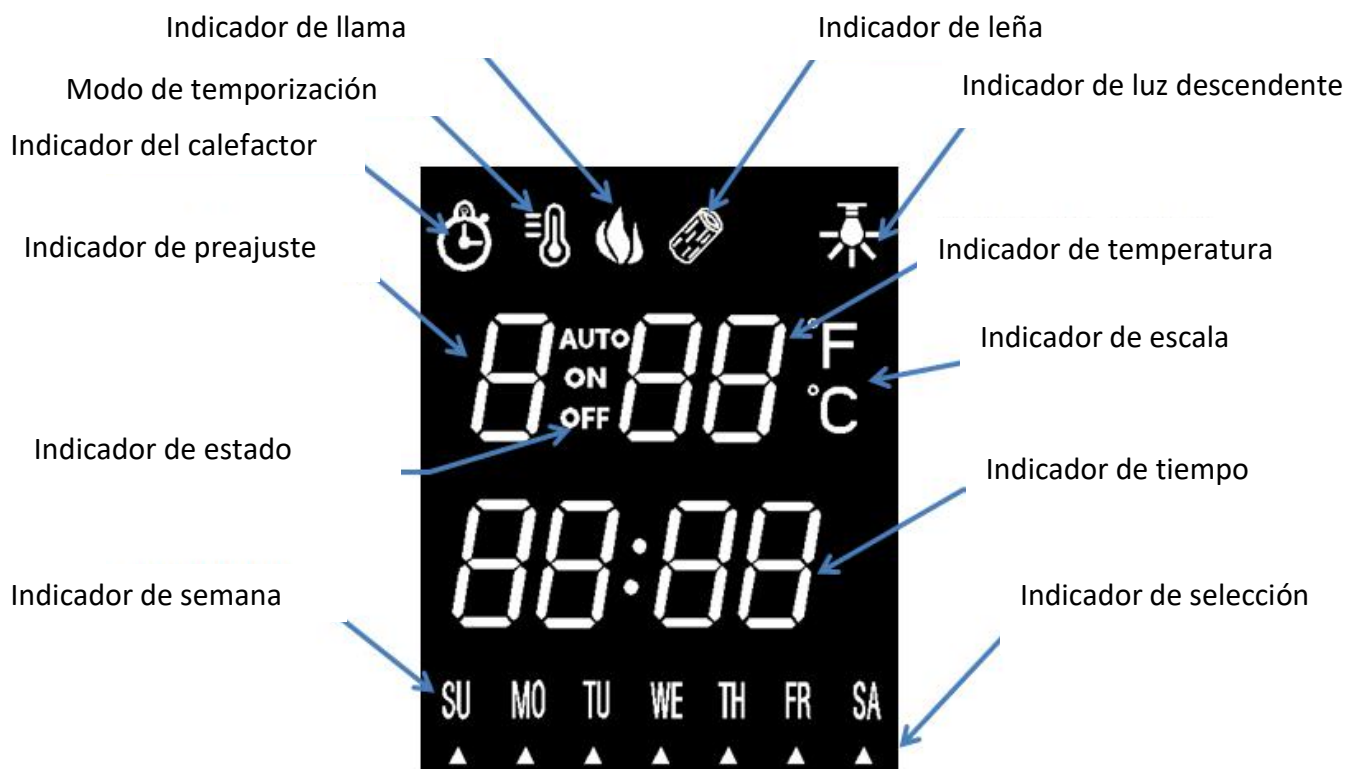 Indicador de llama
Indicador de leña
Modo de temporización
Indicador de luz descendente
Indicador del calefactor
Indicador de preajuste
Indicador de temperatura
8 AUTO 88 °F
ON
OFF °C
Indicador de escala
Indicador de estado
Indicador de tiempo
88:88
Indicador de semana
Indicador de selección
SU MO TU WE TH FR SA